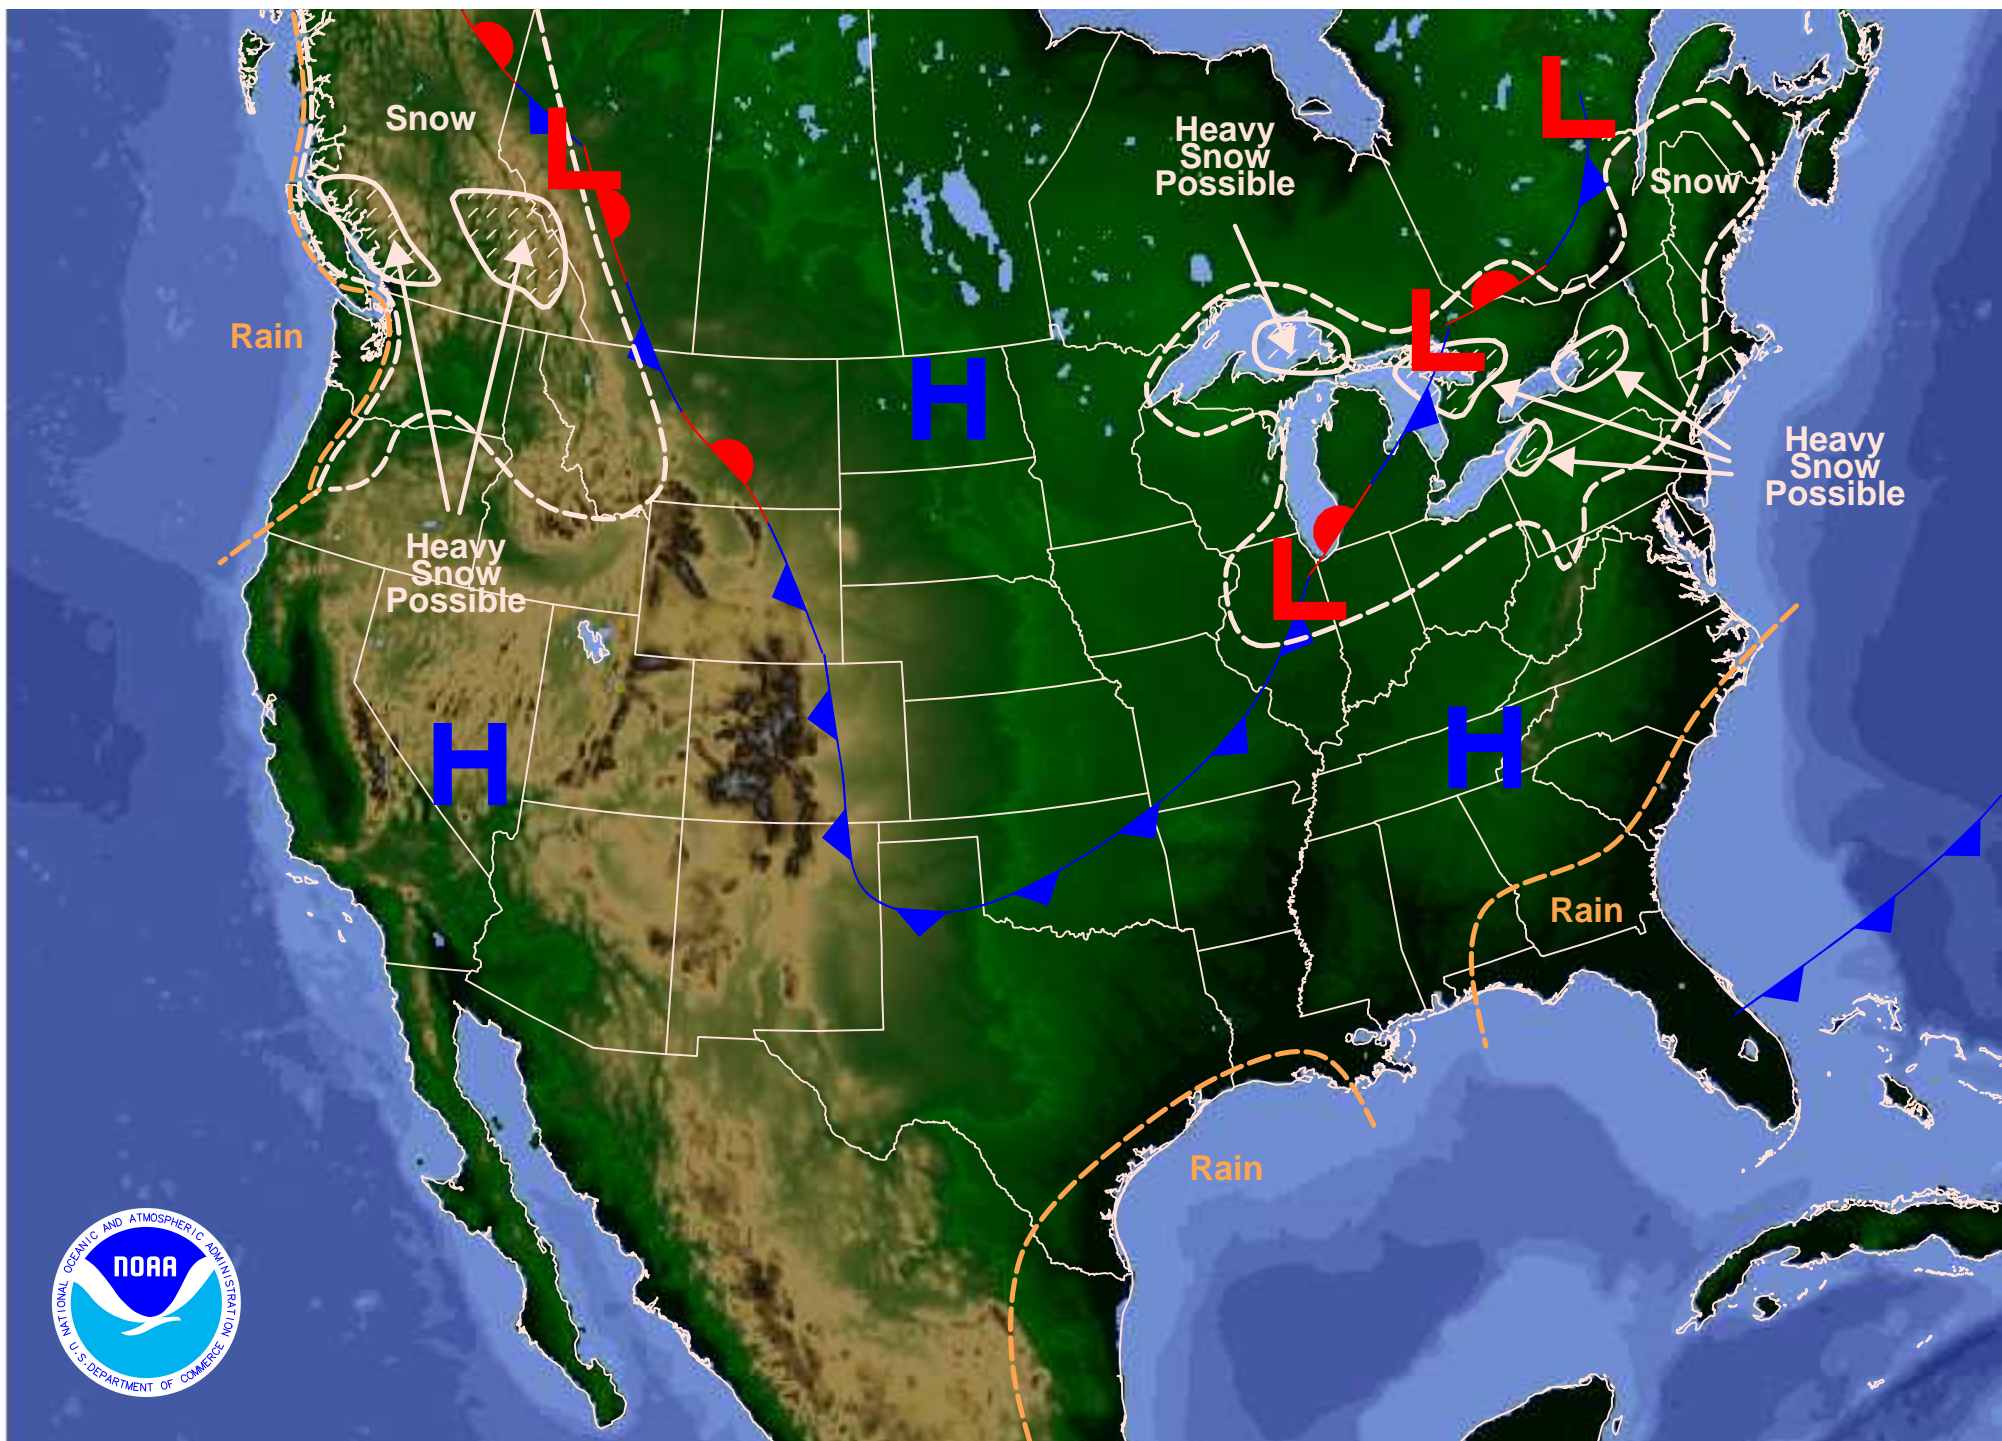 Snow
Heavy
Snow
Possible
L
L
Snow
Rain
L
H
Heavy
Snow
Possible
Heavy
Snow
Possible
L
H
H
Rain
Rain
NATIONAL OCEANIC AND ATMOSPHERIC ADMINISTRATION
NOAA
U.S. DEPARTMENT OF COMMERCE